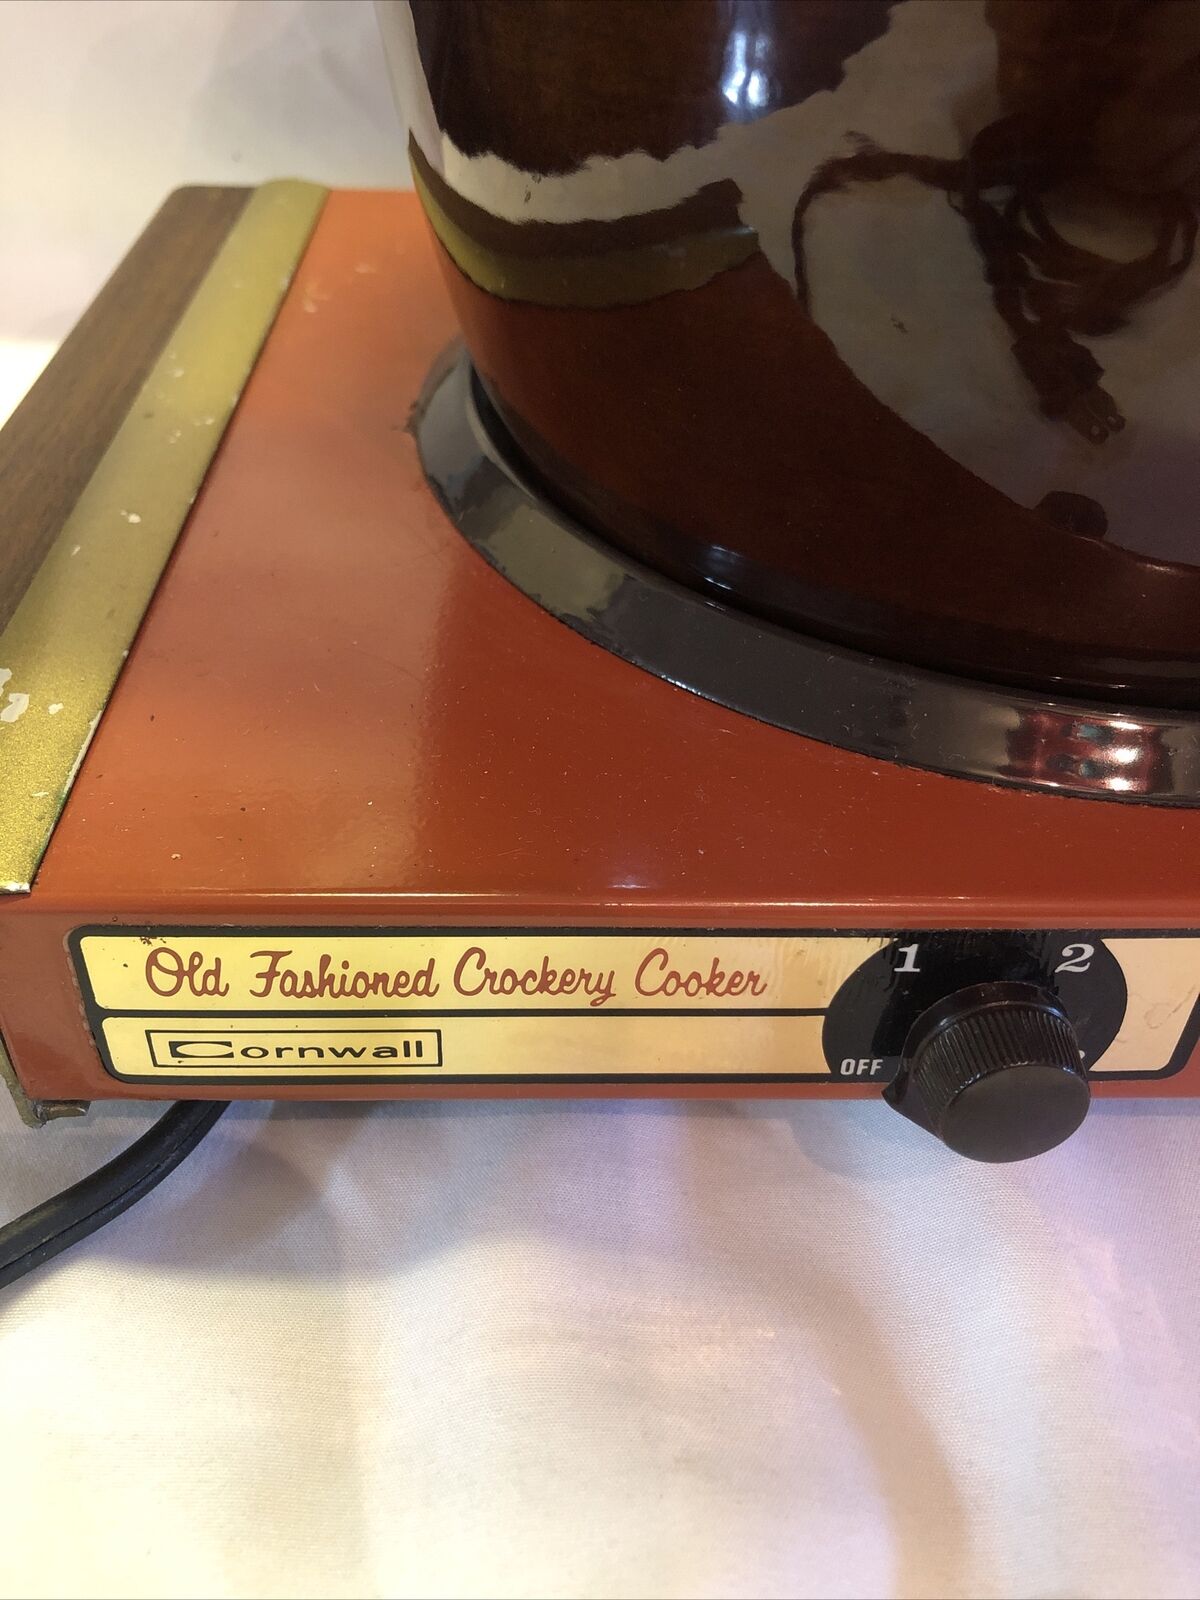 Old Fashioned Crockery Cooker
Cornwall
1
2
OFF